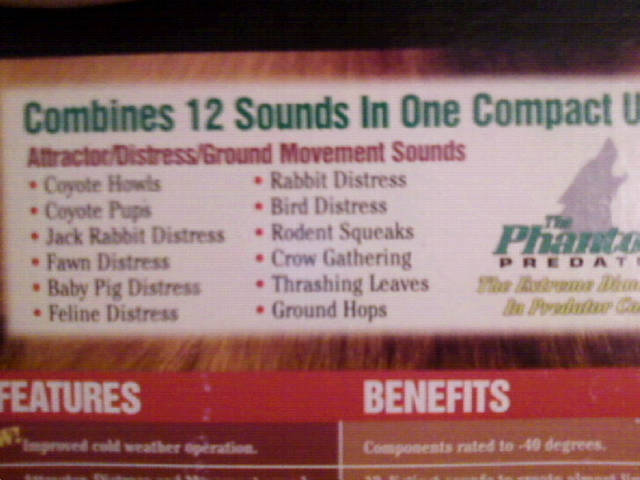 Combines 12 Sounds In One Compact U
Attractor/Distress/Ground Movement Sounds
• Coyote Howls
• Coyote Pups
• Jack Rabbit Distress
• Fawn Distress
• Baby Pig Distress
• Feline Distress
• Rabbit Distress
• Bird Distress
• Rodent Squeaks
• Crow Gathering
• Thrashing Leaves
• Ground Hops
The
Phanto
PREDAT
The Extreme
In Predator Ca
FEATURES
Improved cold weather operation.
BENEFITS
Components rated to -40 degrees.